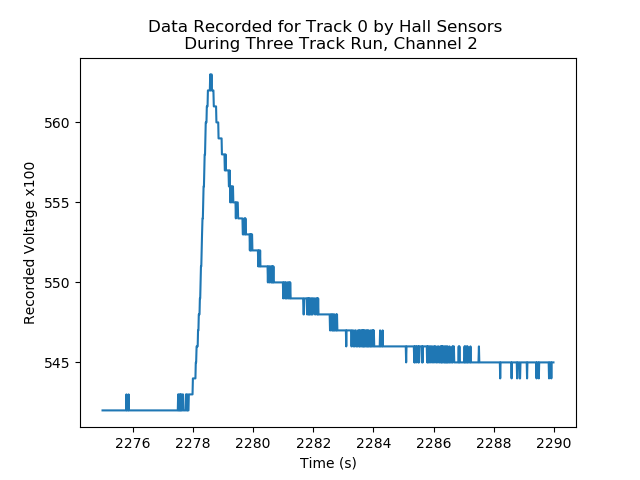 Data Recorded for Track 0 by Hall Sensors
During Three Track Run, Channel 2
Recorded Voltage x100
560
555
550
545
2276 2278 2280 2282 2284 2286 2288 2290
Time (s)